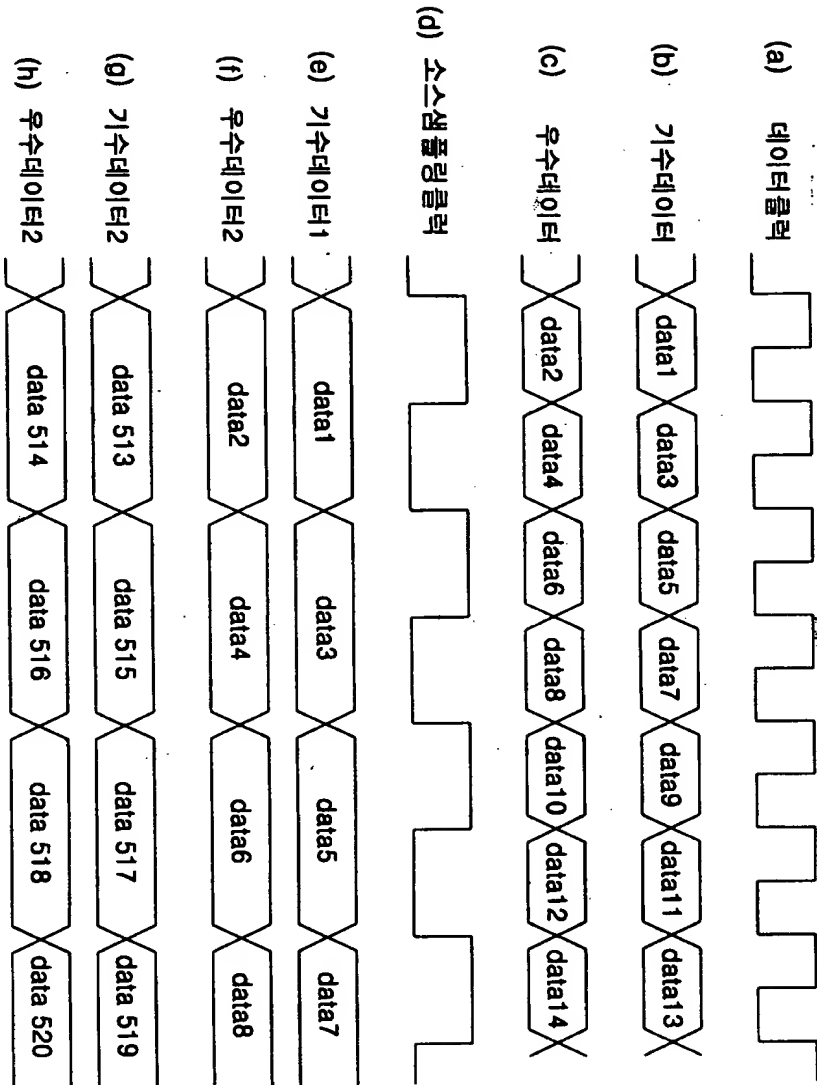 (a) 데이터클럭
(b) 기수데이터 data1 data3 data5 data7 data9 data11 data13
(c) 우수데이터 data2 data4 data6 data8 data10 data12 data14
(d) 소스샘플링클럭
(e) 기수데이터1 data1 data3 data5 data7
(f) 우수데이터2 data2 data4 data6 data8
(g) 기수데이터2 data 513 data 515 data 517 data 519
(h) 우수데이터2 data 514 data 516 data 518 data 520